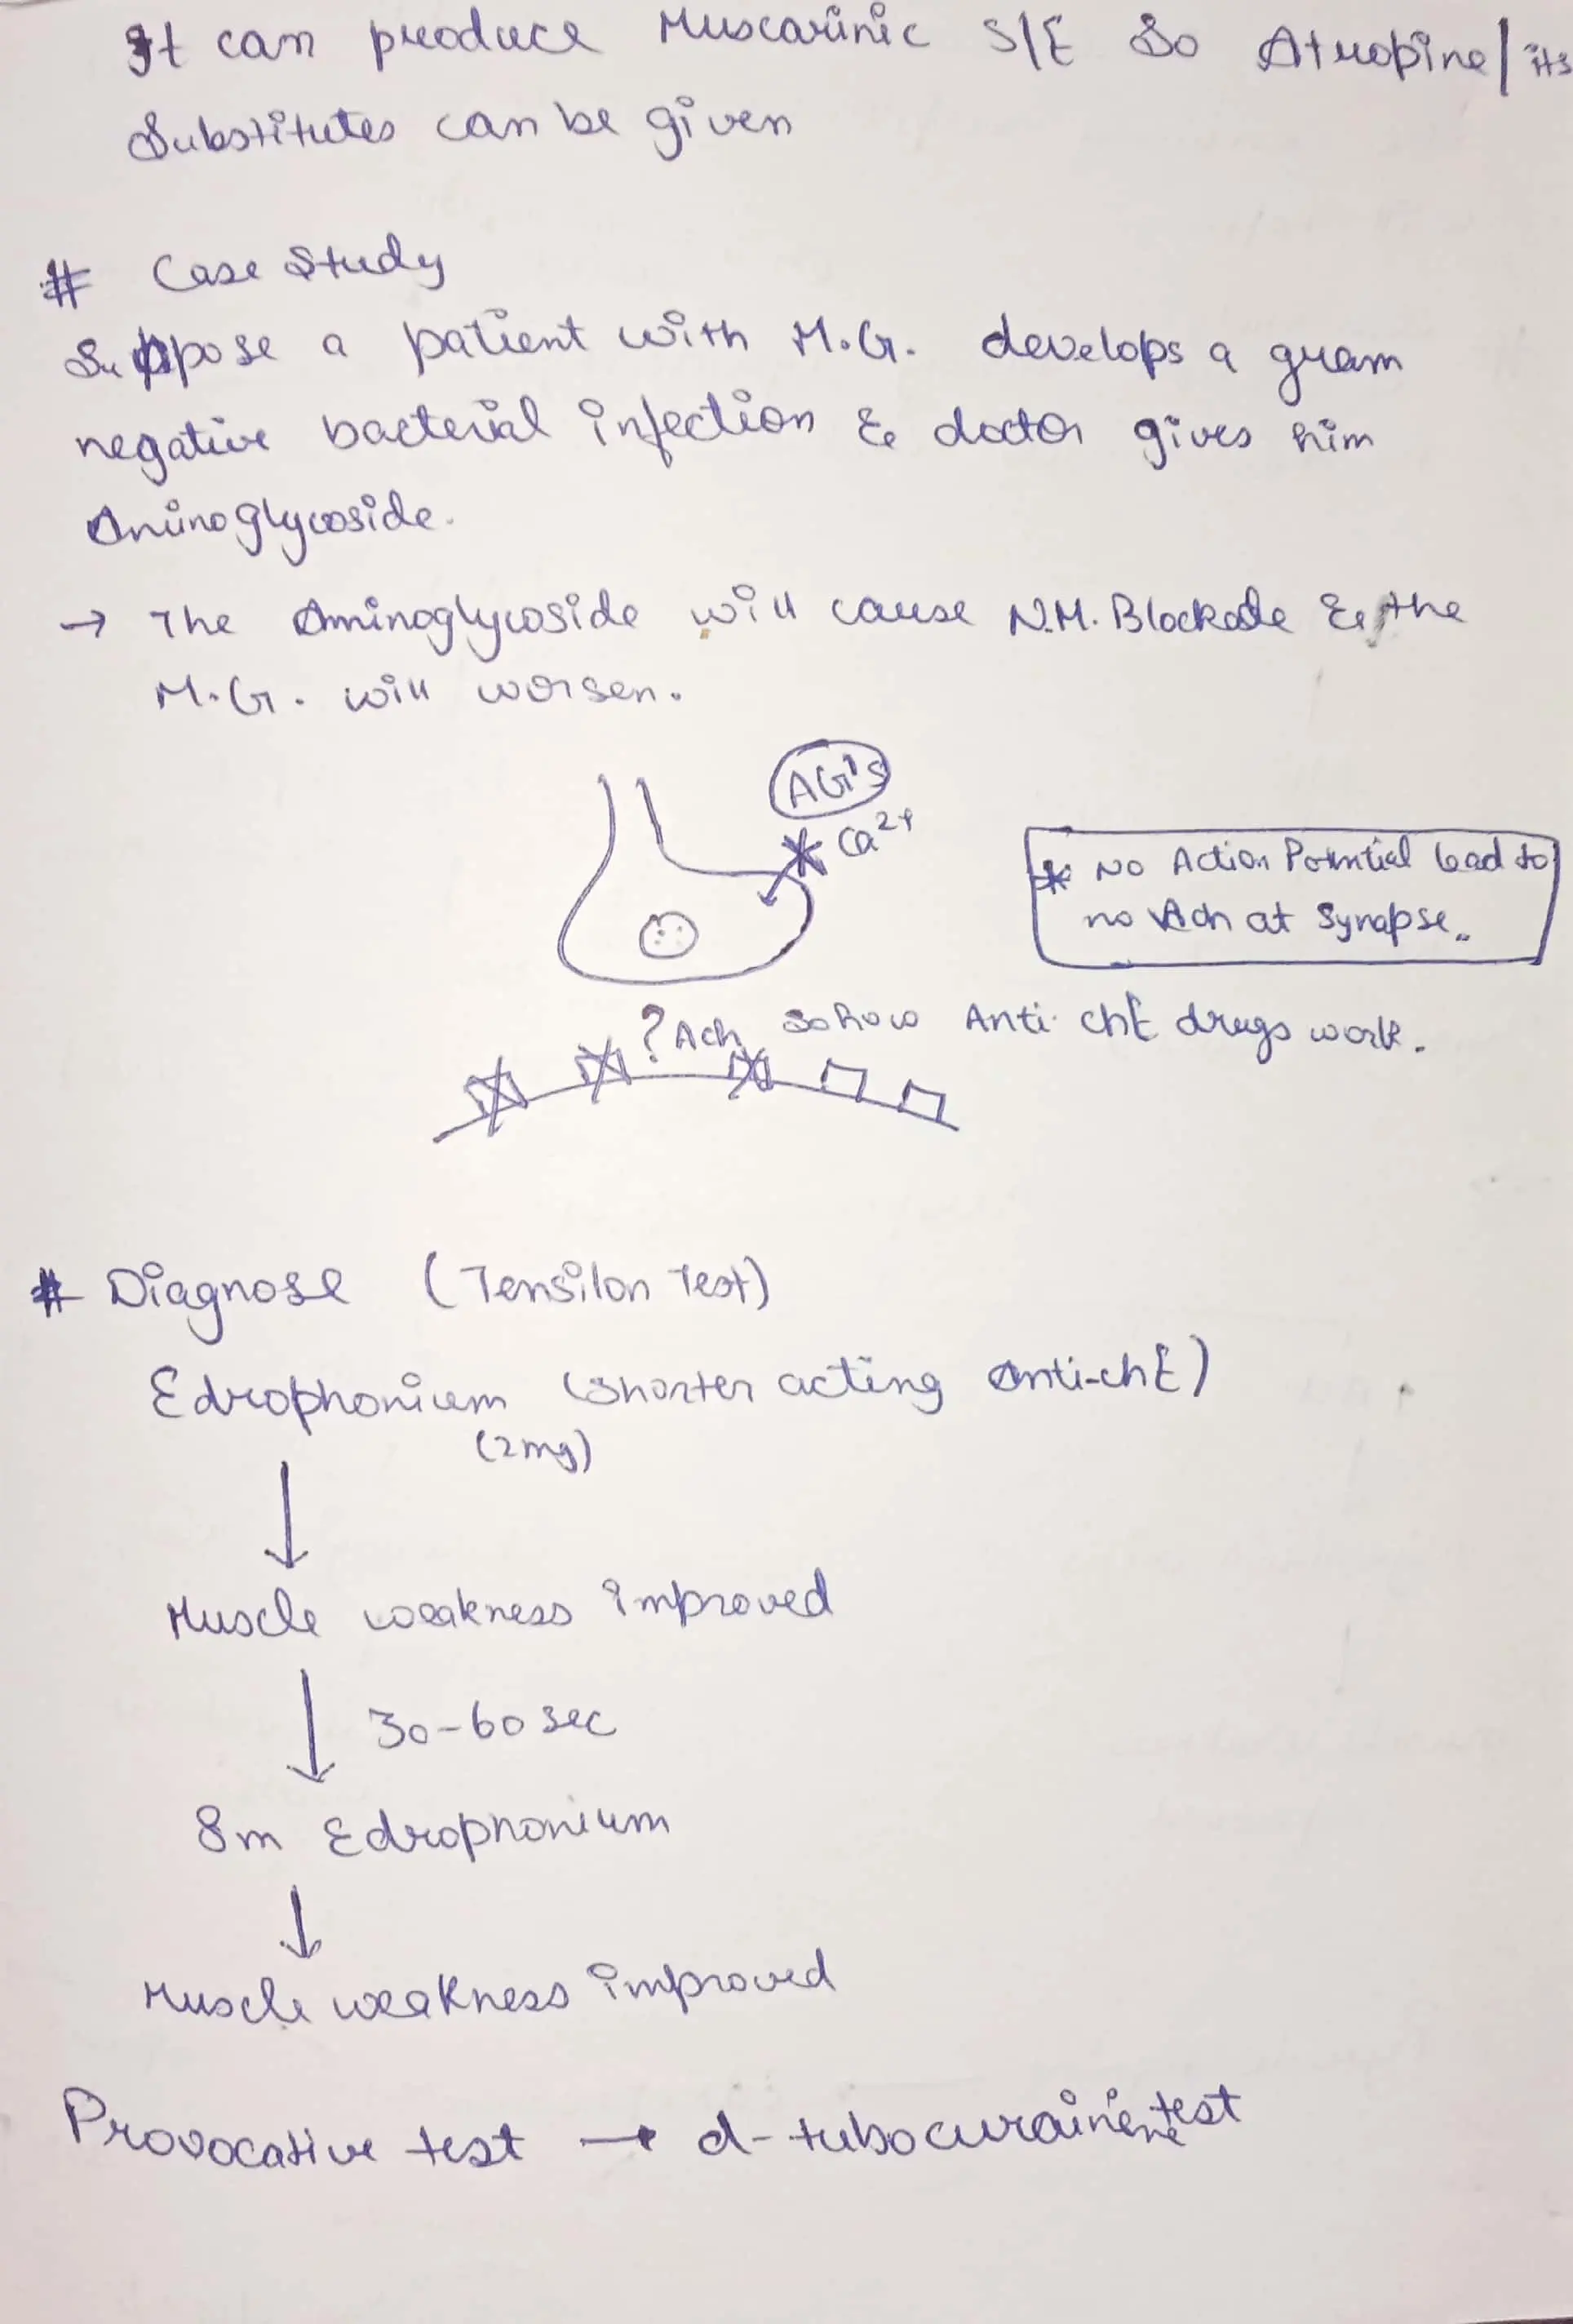 It can produce Muscarinic S/E So Atropine/its
Substitutes can be given
# Case Study
Suppose a patient with M.G. develops a gram
negative bacterial infection & doctor gives him
Aminoglycoside.
→ The Aminoglycoside will cause N.M. Blockade & the
M.G. will worsen.
AG's
Ca2+
* No Action Potential lead to
no Ach at Synapse.
? Ach So how Anti-chE drugs work.
# Diagnose (Tensilon Test)
Edrophonium (shorter acting Anti-chE)
(2mg)
↓
Muscle weakness improved
↓ 30-60 sec
8m Edrophonium
↓
Muscle weakness improved
Provocative test → d-tubocurarine test